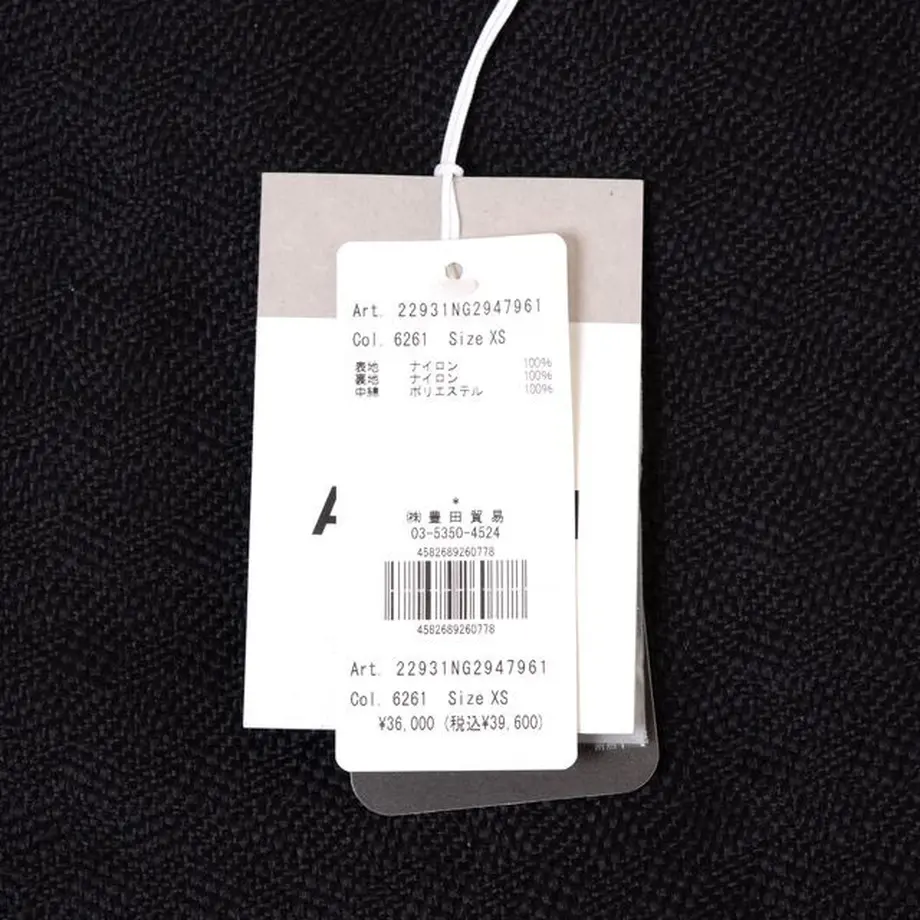 Art. 22931NG2947961
Col. 6261 Size XS
表地 ナイロン 100%
裏地 ナイロン 100%
中綿 ポリエステル 100%
A
*
㈱ 豊田貿易
03-5350-4524
4582689260778
4582689260778
Art. 22931NG2947961
Col. 6261 Size XS
¥36,000 (税込¥39,600)